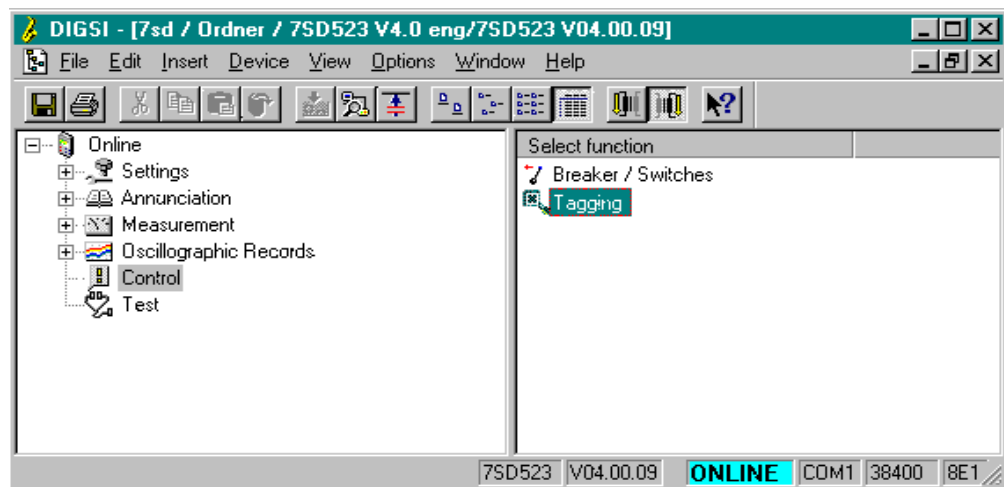 DIGSI - [7sd / Ordner / 7SD523 V4.0 eng/7SD523 V04.00.09]
File Edit Insert Device View Options Window Help
Online
Settings
Annunciation
Measurement
Oscillographic Records
Control
Test
Select function
Breaker / Switches
Tagging
7SD523 V04.00.09 ONLINE COM1 38400 8E1